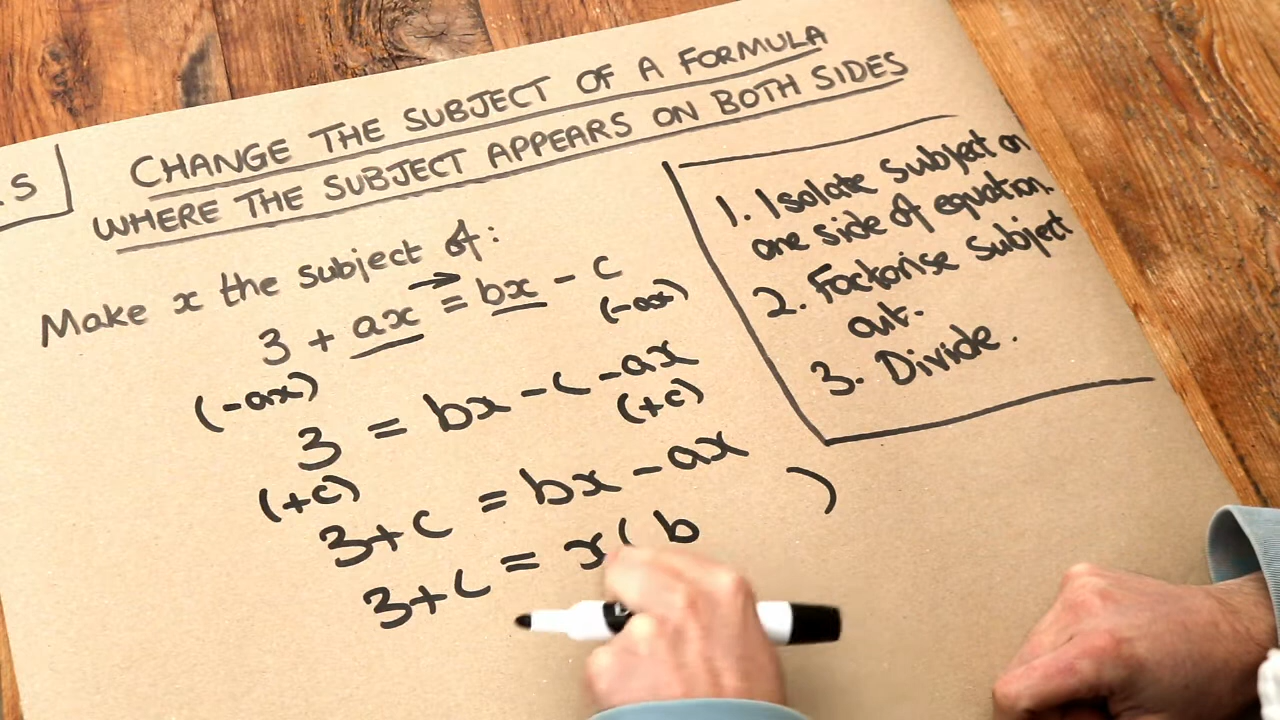 .5
CHANGE THE SUBJECT OF A FORMULA
WHERE THE SUBJECT APPEARS ON BOTH SIDES
Make x the subject of:
3 + ax = bx - c
(-ax) (-ax)
3 = bx - c - ax
(+c) (+c)
3+c = bx - ax
3+c = x( b )
1. Isolate subject on
one side of equation.
2. Factorise subject
out.
3. Divide.